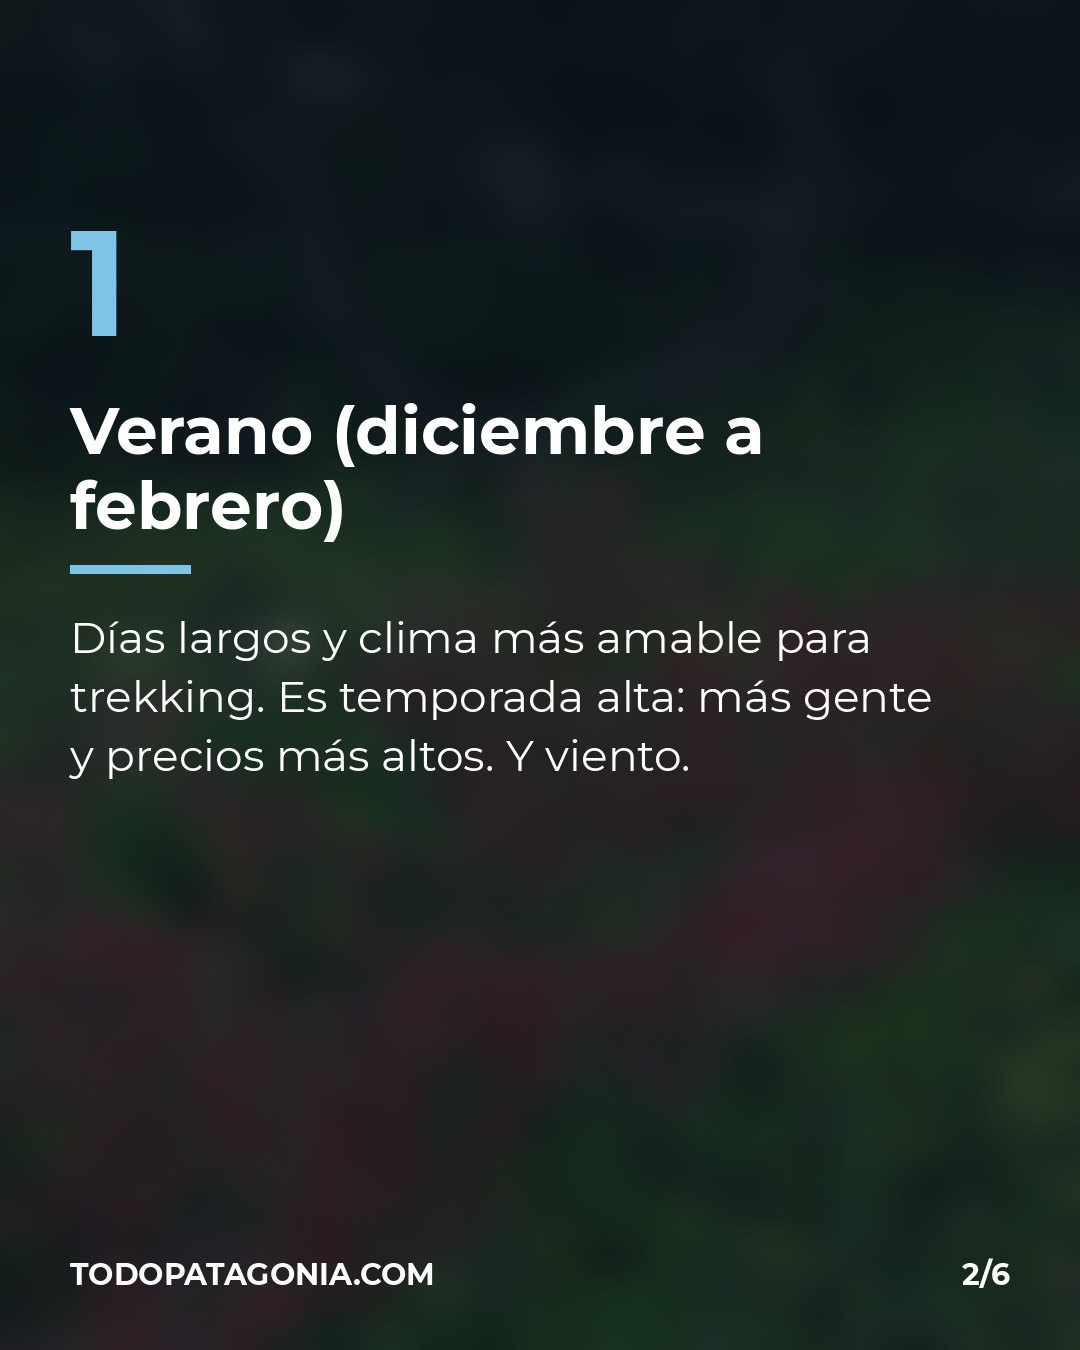 1
Verano (diciembre a
febrero)
Días largos y clima más amable para
trekking. Es temporada alta: más gente
y precios más altos. Y viento.
TODOPATAGONIA.COM
2/6